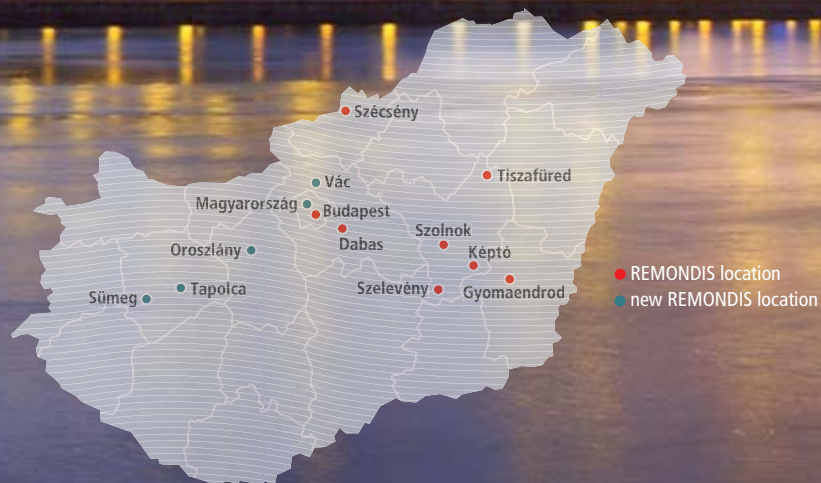 Szécsény
Tiszafüred
Vác
Magyarország
Budapest
Szolnok
Dabas
Oroszlány
Képtó
Szelevény
Gyomaendrod
Sümeg
Tapolca
REMONDIS location
new REMONDIS location